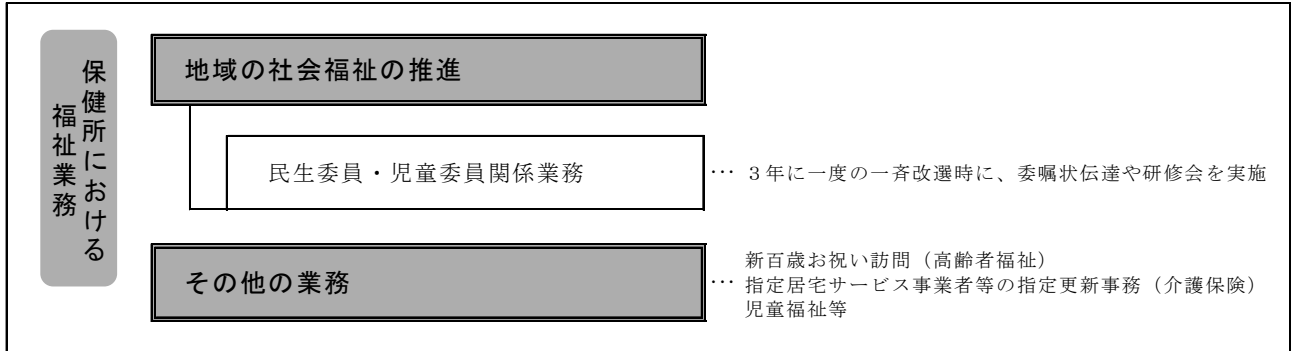 保健所における
福祉業務
地域の社会福祉の推進
民生委員・児童委員関係業務
… ３年に一度の一斉改選時に、委嘱状伝達や研修会を実施
その他の業務
新百歳お祝い訪問（高齢者福祉）
… 指定居宅サービス事業者等の指定更新事務（介護保険）
児童福祉等